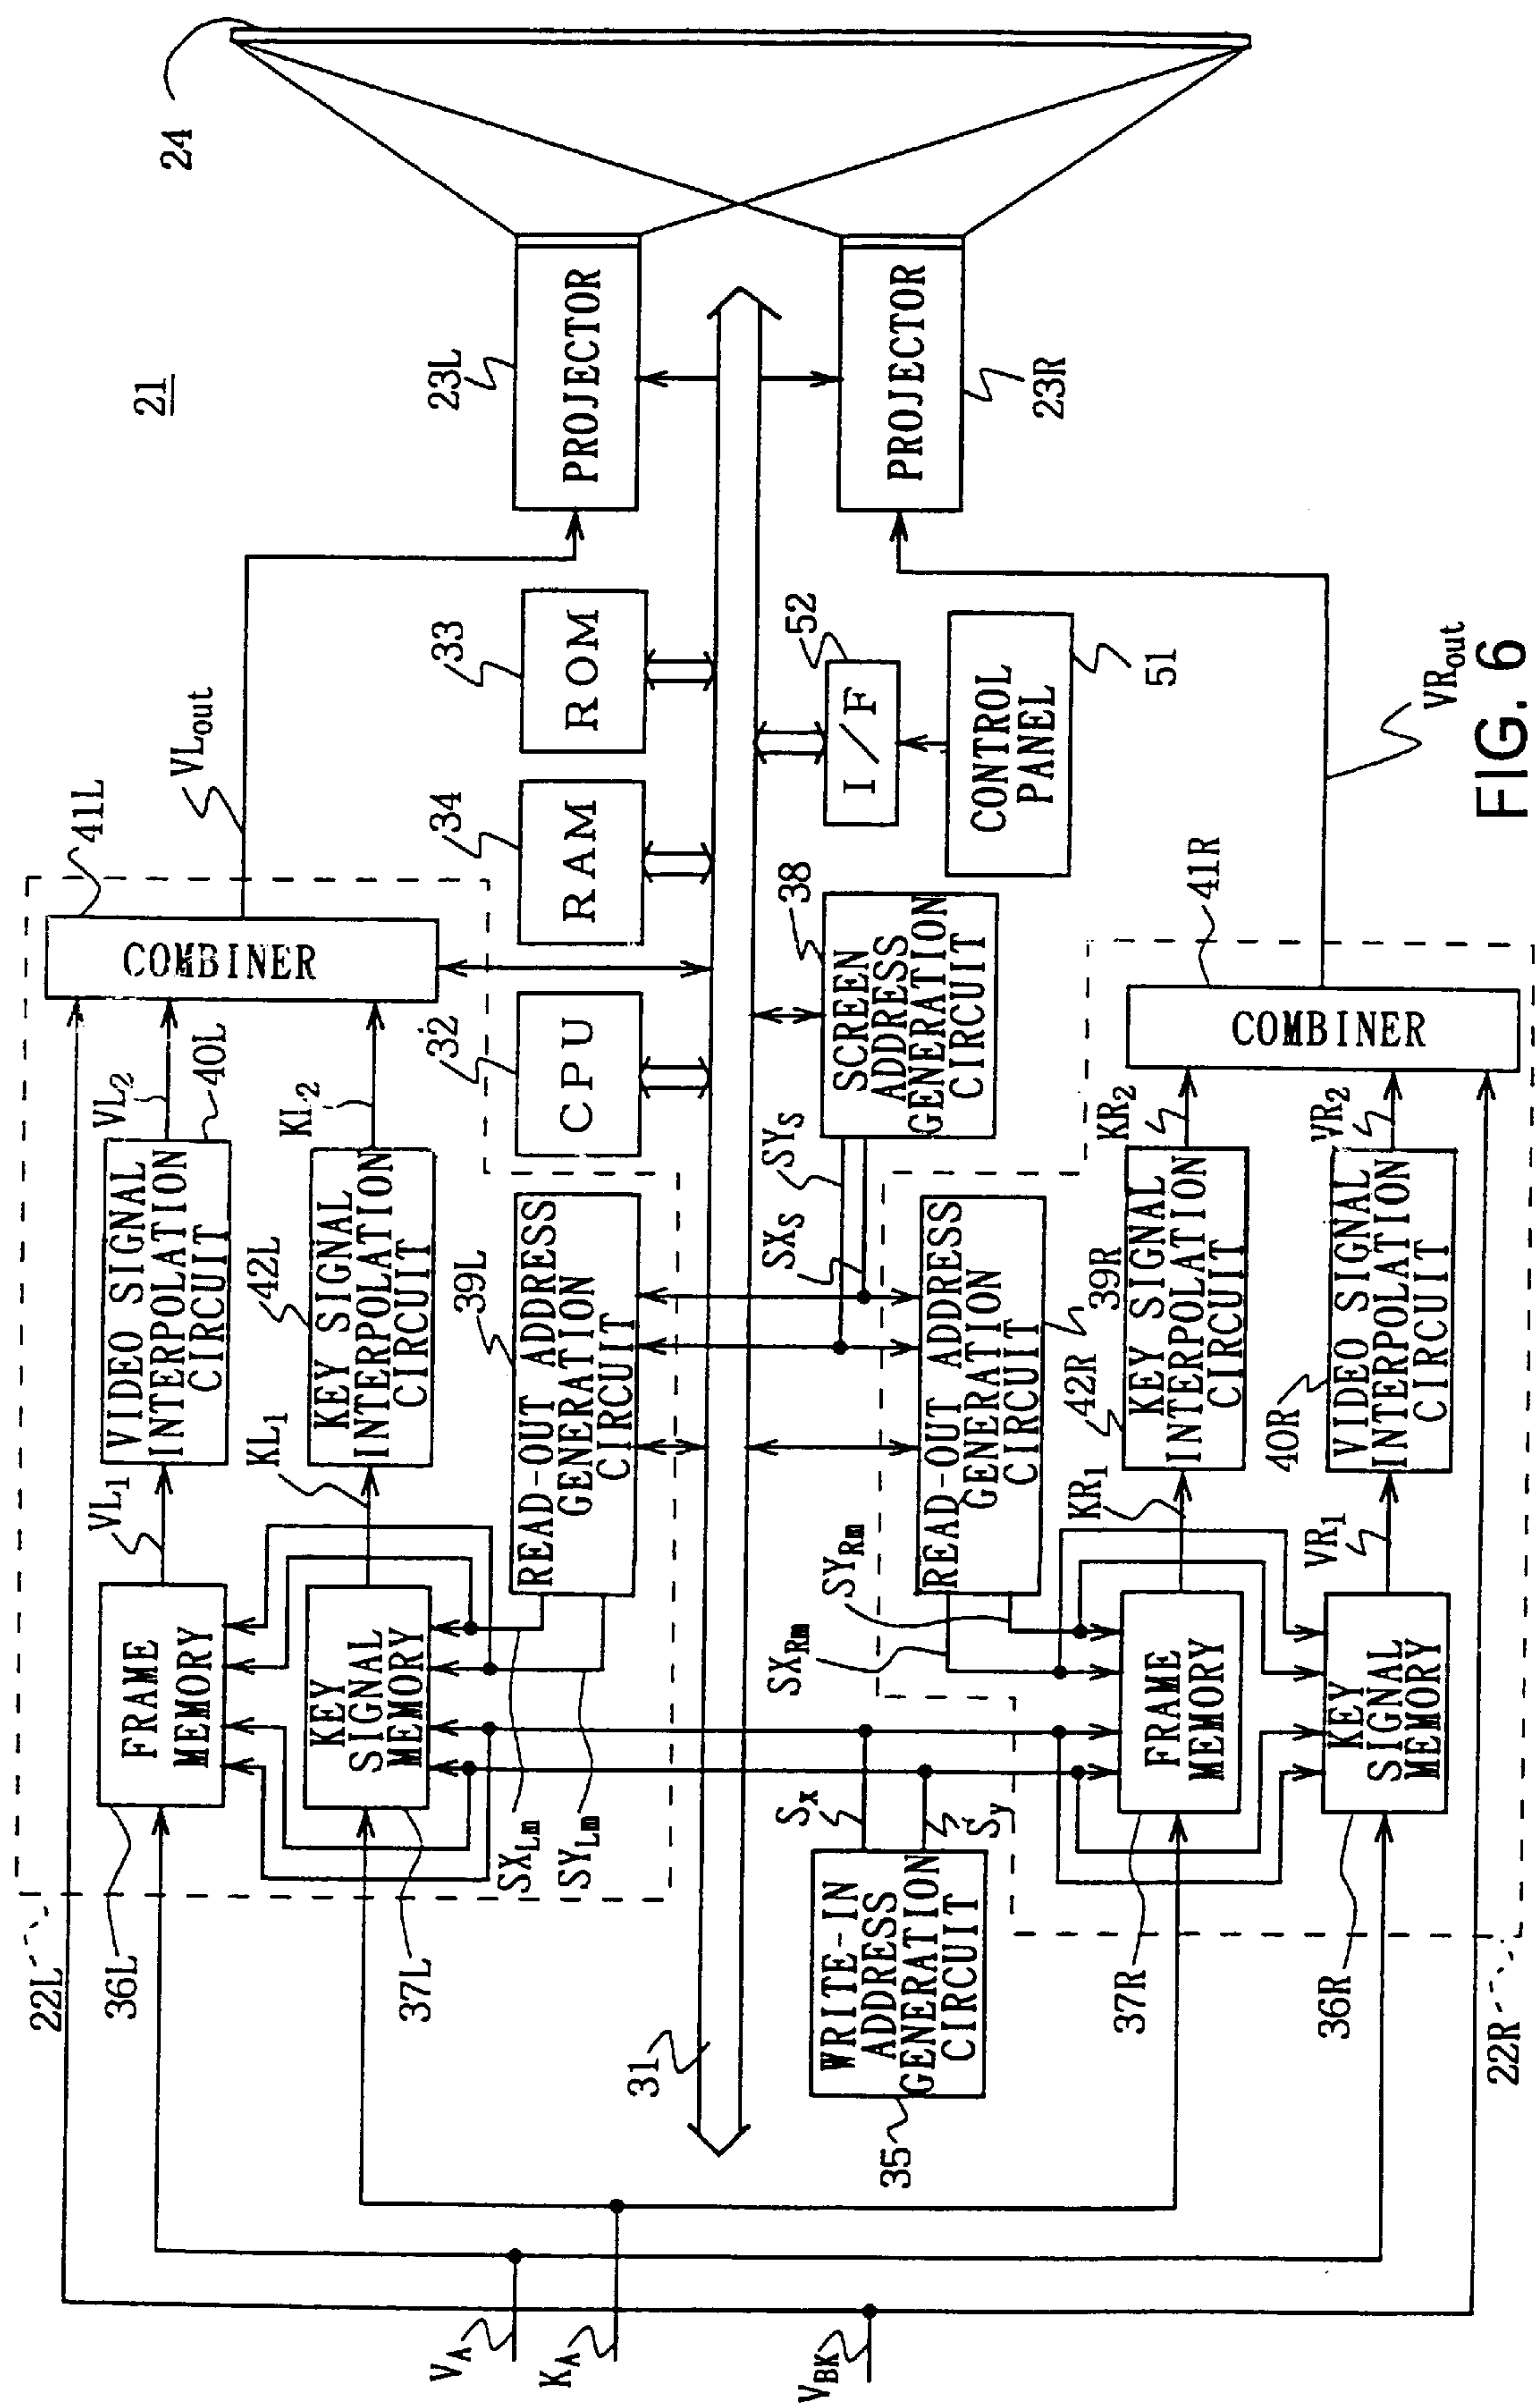 21
24
22L
36L
FRAME
MEMORY
VL1
VIDEO SIGNAL
INTERPOLATION
CIRCUIT
VL2
40L
COMBINER
41L
VLout
37L
KEY
SIGNAL
MEMORY
KL1
42L
KEY SIGNAL
INTERPOLATION
CIRCUIT
KL2
SXLm
SYLm
39L
READ-OUT ADDRESS
GENERATION
CIRCUIT
32
CPU
34
RAM
33
ROM
23L
PROJECTOR
31
VA
KA
VBK
35
WRITE-IN
ADDRESS
GENERATION
CIRCUIT
Sx
Sy
SXS
SYS
38
SCREEN
ADDRESS
GENERATION
CIRCUIT
52
I/F
CONTROL
PANEL
51
PROJECTOR
23R
SXRm
SYRm
READ-OUT ADDRESS
GENERATION
CIRCUIT
39R
37R
FRAME
MEMORY
KR1
42R
KEY SIGNAL
INTERPOLATION
CIRCUIT
KR2
36R
KEY
SIGNAL
MEMORY
VR1
40R
VIDEO SIGNAL
INTERPOLATION
CIRCUIT
VR2
COMBINER
41R
VRout
22R
FIG. 6